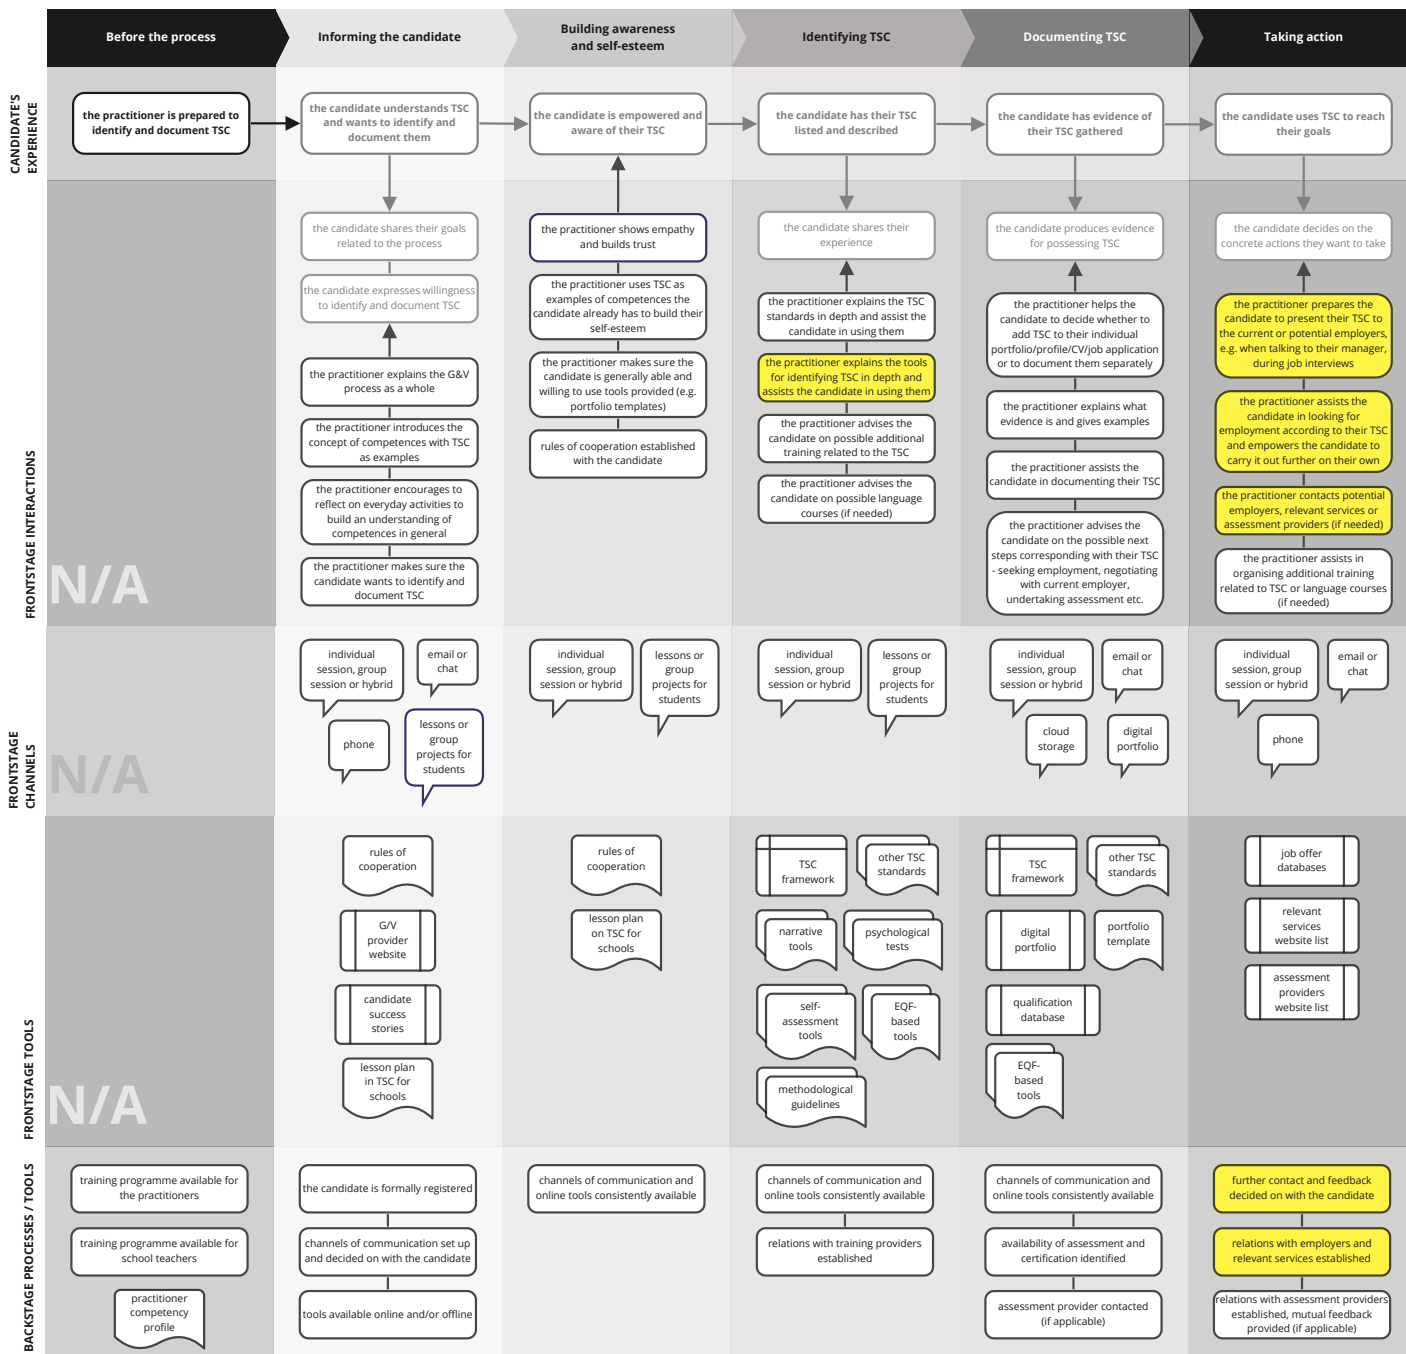 Before the process
Informing the candidate
Building awareness
and self-esteem
Identifying TSC
Documenting TSC
Taking action
CANDIDATE'S
EXPERIENCE
the practitioner is prepared to
identify and document TSC
the candidate understands TSC
and wants to identify and
document them
the candidate is empowered and
aware of their TSC
the candidate has their TSC
listed and described
the candidate has evidence of
their TSC gathered
the candidate uses TSC to reach
their goals
FRONTSTAGE INTERACTIONS
N/A
the candidate shares their goals
related to the process
the candidate expresses willingness
to identify and document TSC
the practitioner explains the G&V
process as a whole
the practitioner introduces the
concept of competences with TSC
as examples
the practitioner encourages to
reflect on everyday activities to
build an understanding of
competences in general
the practitioner makes sure the
candidate wants to identify and
document TSC
the practitioner shows empathy
and builds trust
the practitioner uses TSC as
examples of competences the
candidate already has to build their
self-esteem
the practitioner makes sure the
candidate is generally able and
willing to use tools provided (e.g.
portfolio templates)
rules of cooperation established
with the candidate
the candidate shares their
experience
the practitioner explains the TSC
standards in depth and assist the
candidate in using them
the practitioner explains the tools
for identifying TSC in depth and
assists the candidate in using them
the practitioner advises the
candidate on possible additional
training related to the TSC
the practitioner advises the
candidate on possible language
courses (if needed)
the candidate produces evidence
for possessing TSC
the practitioner helps the
candidate to decide whether to
add TSC to their individual
portfolio/profile/CV/job application
or to document them separately
the practitioner explains what
evidence is and gives examples
the practitioner assists the
candidate in documenting their TSC
the practitioner advises the
candidate on the possible next
steps corresponding with their TSC
- seeking employment, negotiating
with current employer,
undertaking assessment etc.
the candidate decides on the
concrete actions they want to take
the practitioner prepares the
candidate to present their TSC to
the current or potential employers,
e.g. when talking to their manager,
during job interviews
the practitioner assists the
candidate in looking for
employment according to their TSC
and empowers the candidate to
carry it out further on their own
the practitioner contacts potential
employers, relevant services or
assessment providers (if needed)
the practitioner assists in
organising additional training
related to TSC or language courses
(if needed)
FRONTSTAGE
CHANNELS
N/A
individual
session, group
session or hybrid
email or
chat
phone
lessons or
group
projects for
students
individual
session, group
session or hybrid
lessons or
group
projects for
students
individual
session, group
session or hybrid
lessons or
group
projects for
students
individual
session, group
session or hybrid
email or
chat
cloud
storage
digital
portfolio
individual
session, group
session or hybrid
email or
chat
phone
FRONTSTAGE TOOLS
N/A
rules of
cooperation
G/V
provider
website
candidate
success
stories
lesson plan
in TSC for
schools
rules of
cooperation
lesson plan
on TSC for
schools
TSC
framework
other TSC
standards
narrative
tools
psychological
tests
self-
assessment
tools
EQF-
based
tools
methodological
guidelines
TSC
framework
other TSC
standards
digital
portfolio
portfolio
template
qualification
database
EQF-
based
tools
job offer
databases
relevant
services
website list
assessment
providers
website list
BACKSTAGE PROCESSES / TOOLS
training programme available for
the practitioners
training programme available for
school teachers
practitioner
competency
profile
the candidate is formally registered
channels of communication set up
and decided on with the candidate
tools available online and/or offline
channels of communication and
online tools consistently available
channels of communication and
online tools consistently available
relations with training providers
established
channels of communication and
online tools consistently available
availability of assessment and
certification identified
assessment provider contacted
(if applicable)
further contact and feedback
decided on with the candidate
relations with employers and
relevant services established
relations with assessment providers
established, mutual feedback
provided (if applicable)